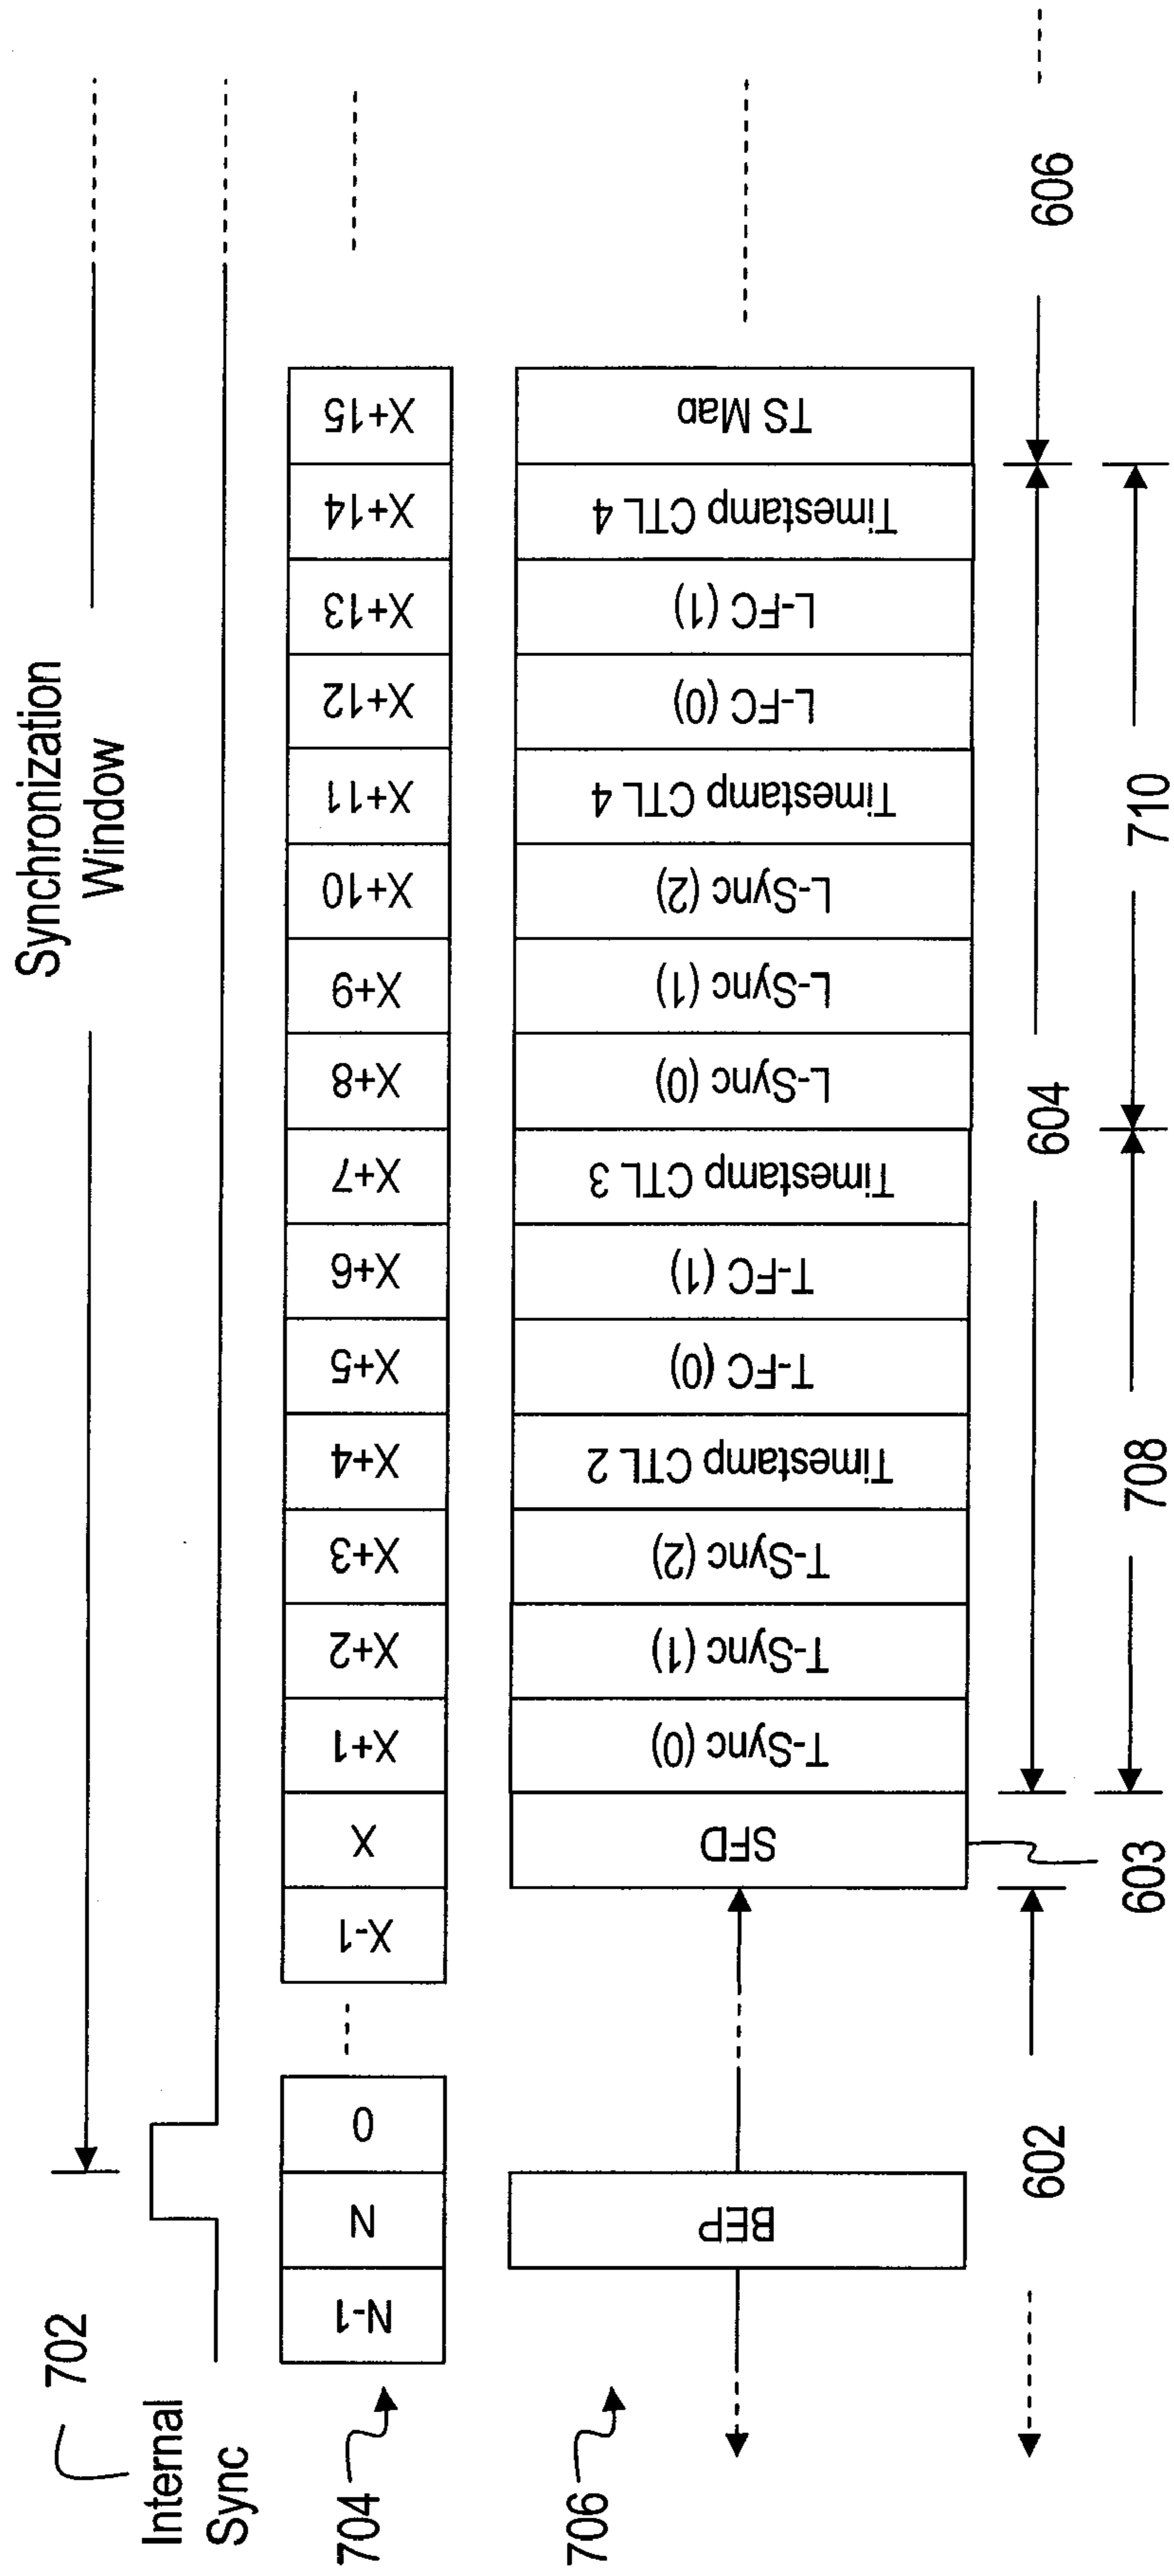 Synchronization
Window
702
Internal
Sync
704
N-1
N
0
X-1
X
X+1
X+2
X+3
X+4
X+5
X+6
X+7
X+8
X+9
X+10
X+11
X+12
X+13
X+14
X+15
706
BEP
SFD
T-Sync (0)
T-Sync (1)
T-Sync (2)
Timestamp CTL 2
T-FC (0)
T-FC (1)
Timestamp CTL 3
L-Sync (0)
L-Sync (1)
L-Sync (2)
Timestamp CTL 4
L-FC (0)
L-FC (1)
Timestamp CTL 4
TS Map
602
603
604
606
708
710